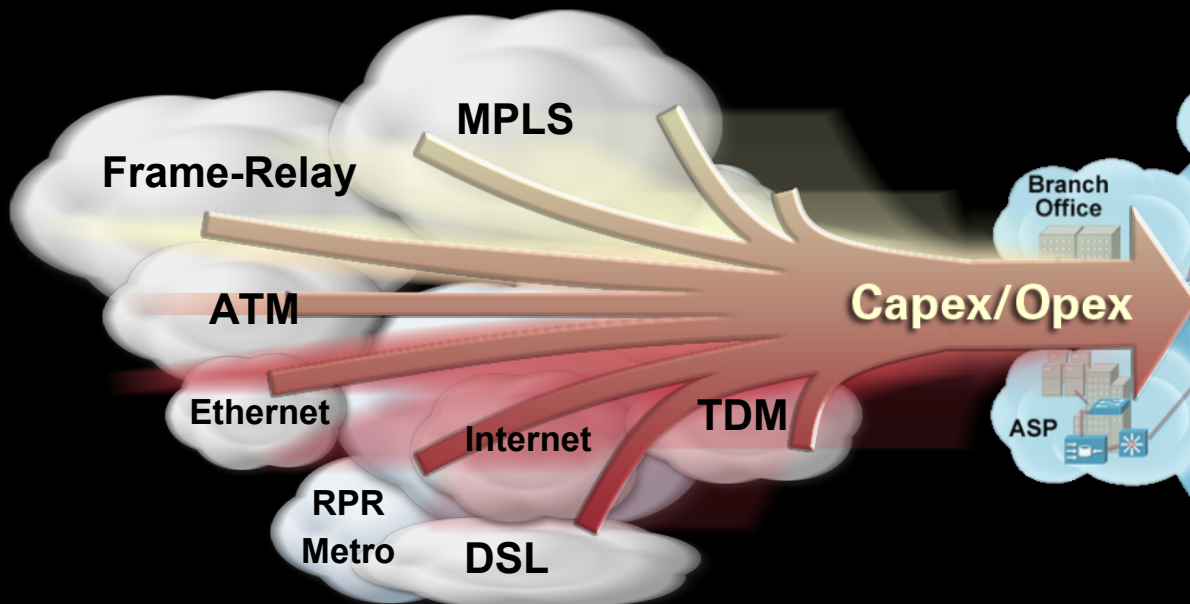 MPLS
Frame-Relay
Branch
Office
ATM
Capex/Opex
Ethernet
Internet
TDM
ASP
RPR
Metro
DSL